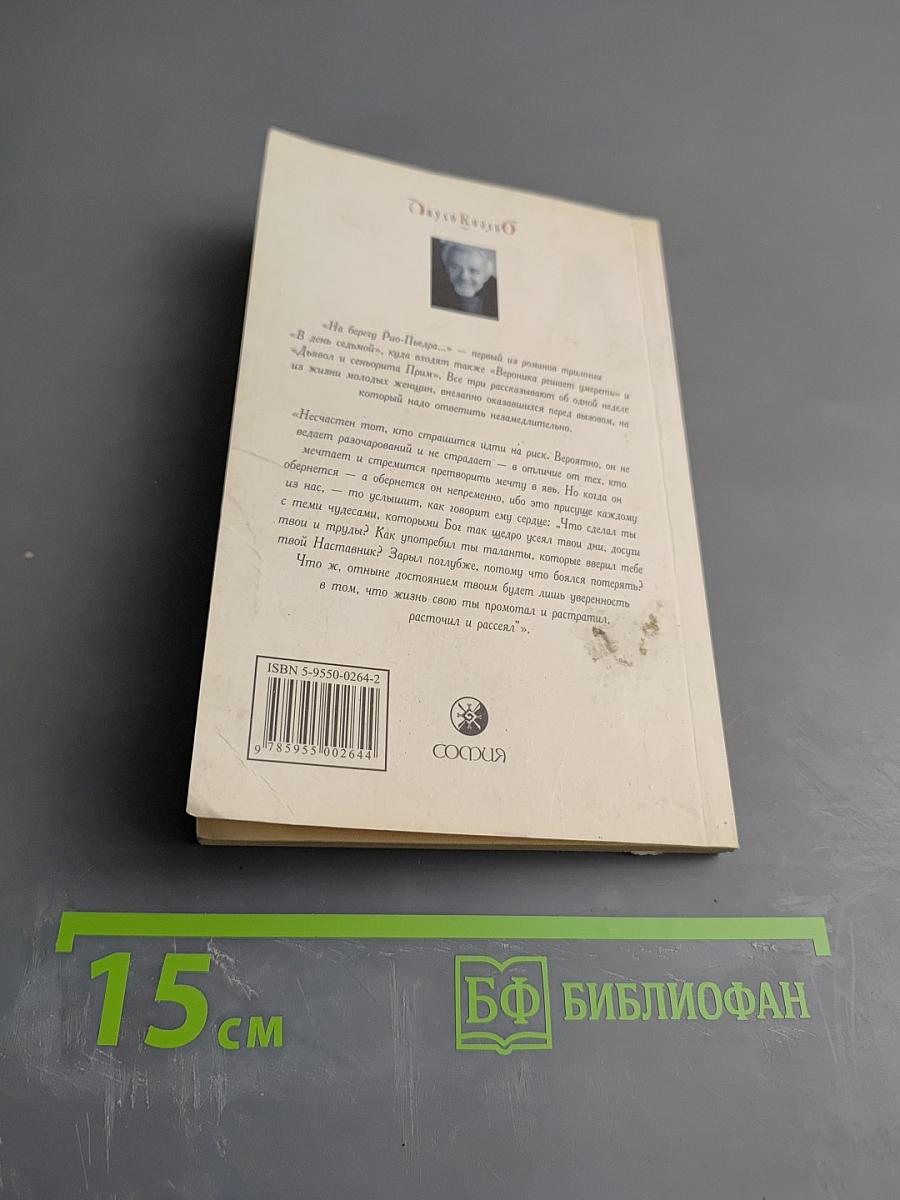 Пауло Коэльо
«На берегу Рио-Пьедра...» — первый из романов трилогии
«В день седьмой», куда входят также «Вероника решает умереть» и
«Дьявол и сеньорита Прим». Все три рассказывают об одной неделе
из жизни молодых женщин, внезапно оказавшихся перед вызовом, на
который надо ответить незамедлительно.
«Несчастен тот, кто страшится идти на риск. Вероятно, он не
ведает разочарований и не страдает — в отличие от тех, кто
мечтает и стремится претворить мечту в явь. Но когда он
обернется — а обернется он непременно, ибо это присуще каждому
из нас, — то услышит, как говорит ему сердце: „Что сделал ты
с теми чудесами, которыми Бог так щедро усеял твои дни, досуги
твои и труды? Как употребил ты таланты, которые вверил тебе
твой Наставник? Зарыл поглубже, потому что боялся потерять?
Что ж, отныне достоянием твоим будет лишь уверенность
в том, что жизнь свою ты промотал и растратил,
расточил и рассеял"».
ISBN 5-9550-0264-2
9 785955 002644
СОФИЯ
15 см
БФ БИБЛИОФАН